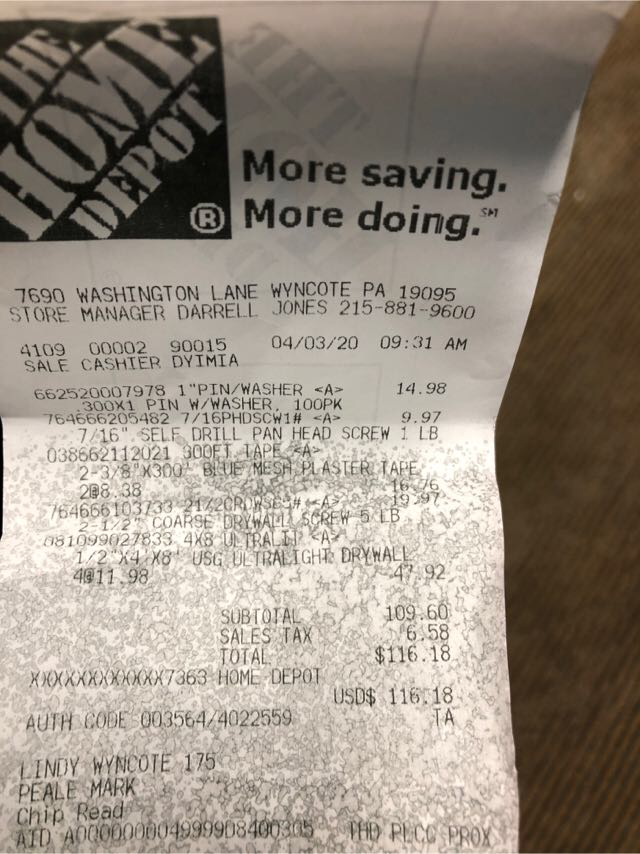 THE
HOME
DEPOT
®
More saving.
More doing.℠
7690 WASHINGTON LANE WYNCOTE PA 19095
STORE MANAGER DARRELL JONES 215-881-9600
4109 00002 90015 04/03/20 09:31 AM
SALE CASHIER DYIMIA
662520007978 1"PIN/WASHER <A> 14.98
300X1 PIN W/WASHER, 100PK
764666205482 7/16PHDSCW1# <A> 9.97
7/16" SELF DRILL PAN HEAD SCREW 1 LB
038662112021 300FT TAPE <A>
2-3/8"X300' BLUE MESH PLASTER TAPE
2@8.38 16.76
764666103733 21/2CRDWSC5# <A> 19.97
2-1/2" COARSE DRYWALL SCREW 5 LB
081099027833 4X8 ULTRALIT <A>
1/2"X4'X8' USG ULTRALIGHT DRYWALL
4@11.98 47.92
SUBTOTAL 109.60
SALES TAX 6.58
TOTAL $116.18
XXXXXXXXXXXX7363 HOME DEPOT
USD$ 116.18
AUTH CODE 003564/4022559 TA
LINDY WYNCOTE 175
PEALE MARK
Chip Read
AID THD PLCC PROX